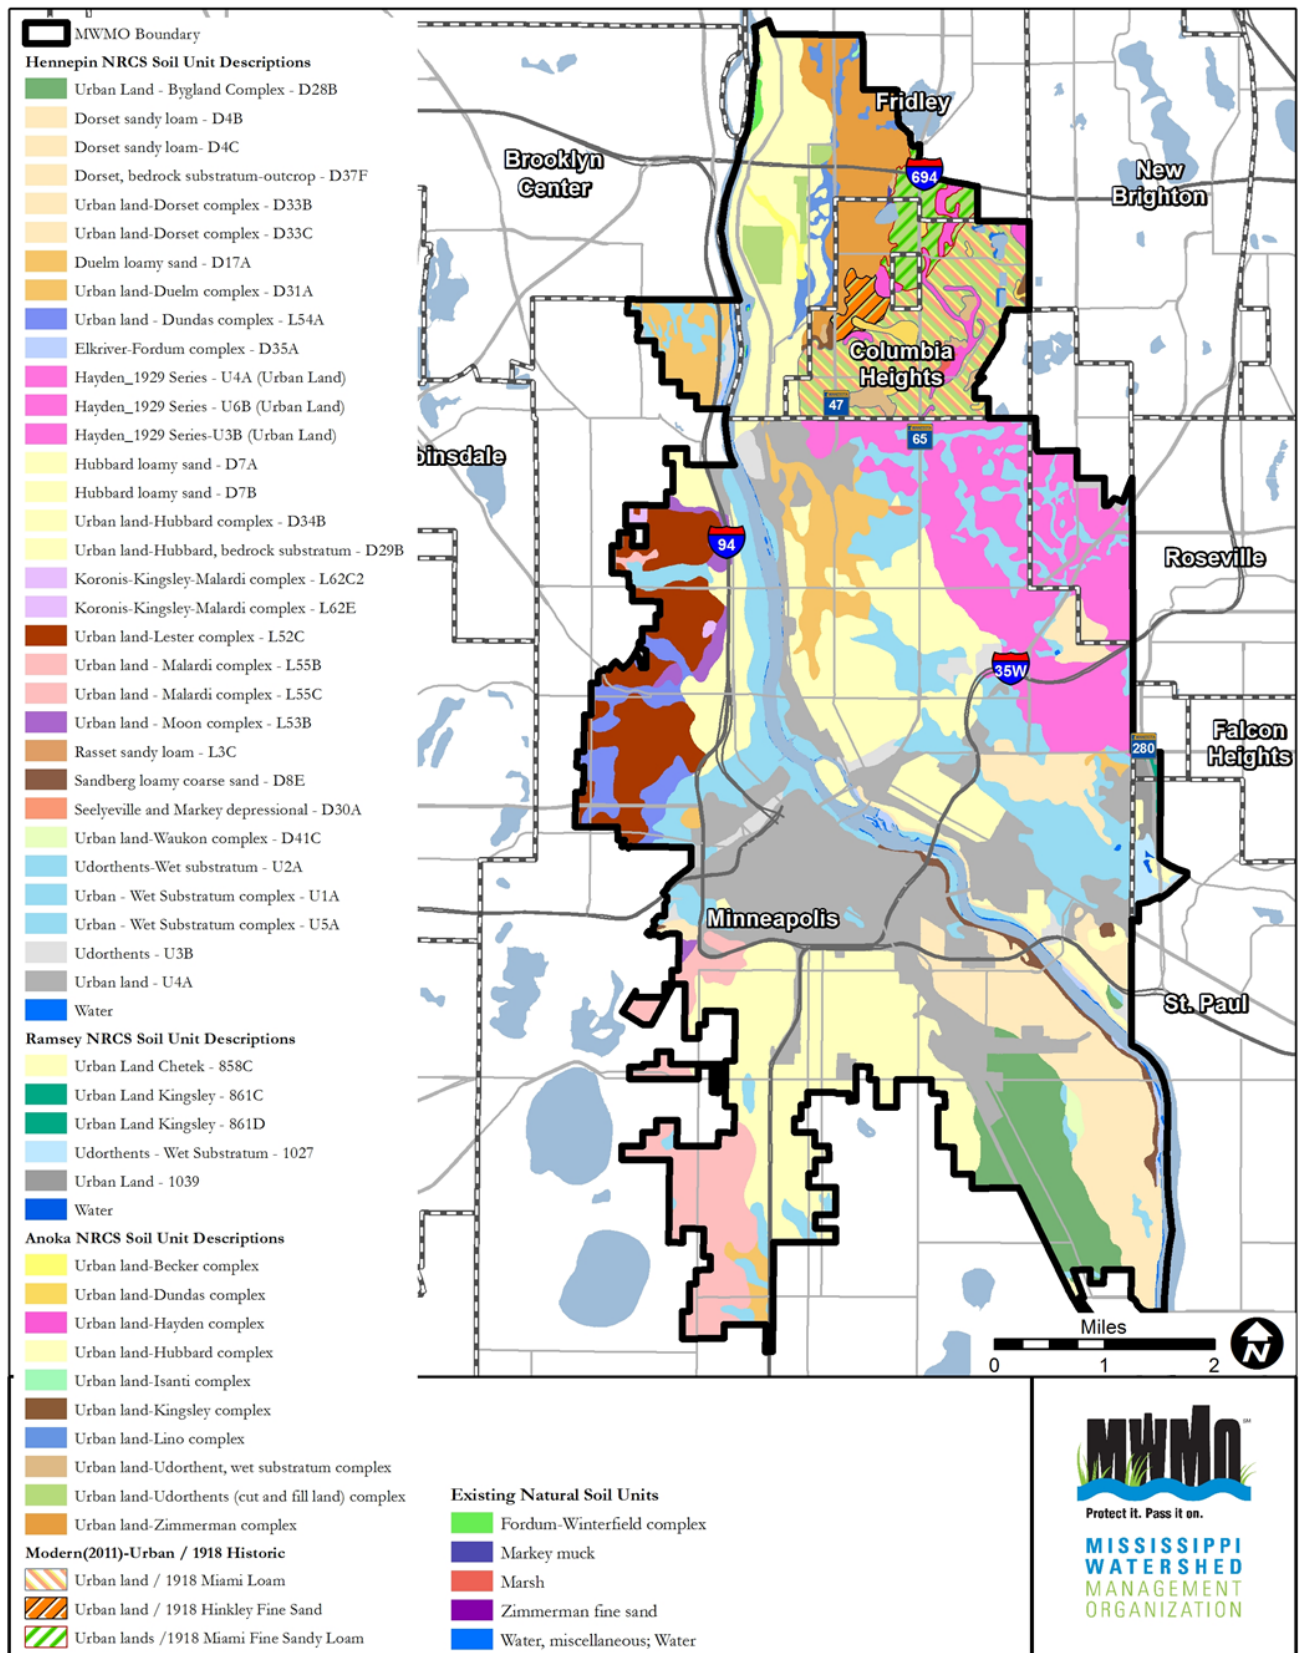 MWMO Boundary
Hennepin NRCS Soil Unit Descriptions
Urban Land - Bygland Complex - D28B
Dorset sandy loam - D4B
Dorset sandy loam- D4C
Dorset, bedrock substratum-outcrop - D37F
Urban land-Dorset complex - D33B
Urban land-Dorset complex - D33C
Duelm loamy sand - D17A
Urban land-Duelm complex - D31A
Urban land - Dundas complex - L54A
Elkriver-Fordum complex - D35A
Hayden_1929 Series - U4A (Urban Land)
Hayden_1929 Series - U6B (Urban Land)
Hayden_1929 Series-U3B (Urban Land)
Hubbard loamy sand - D7A
Hubbard loamy sand - D7B
Urban land-Hubbard complex - D34B
Urban land-Hubbard, bedrock substratum - D29B
Koronis-Kingsley-Malardi complex - L62C2
Koronis-Kingsley-Malardi complex - L62E
Urban land-Lester complex - L52C
Urban land - Malardi complex - L55B
Urban land - Malardi complex - L55C
Urban land - Moon complex - L53B
Rasset sandy loam - L3C
Sandberg loamy coarse sand - D8E
Seelyeville and Markey depressional - D30A
Urban land-Waukon complex - D41C
Udorthents-Wet substratum - U2A
Urban - Wet Substratum complex - U1A
Urban - Wet Substratum complex - U5A
Udorthents - U3B
Urban land - U4A
Water
Ramsey NRCS Soil Unit Descriptions
Urban Land Chetek - 858C
Urban Land Kingsley - 861C
Urban Land Kingsley - 861D
Udorthents - Wet Substratum - 1027
Urban Land - 1039
Water
Anoka NRCS Soil Unit Descriptions
Urban land-Becker complex
Urban land-Dundas complex
Urban land-Hayden complex
Urban land-Hubbard complex
Urban land-Isanti complex
Urban land-Kingsley complex
Urban land-Lino complex
Urban land-Udorthent, wet substratum complex
Urban land-Udorthents (cut and fill land) complex
Urban land-Zimmerman complex
Modern(2011)-Urban / 1918 Historic
Urban land / 1918 Miami Loam
Urban land / 1918 Hinkley Fine Sand
Urban lands /1918 Miami Fine Sandy Loam
Existing Natural Soil Units
Fordum-Winterfield complex
Markey muck
Marsh
Zimmerman fine sand
Water, miscellaneous; Water
Fridley
Brooklyn
Center
694
New
Brighton
Columbia
Heights
47
65
binsdale
94
Roseville
35W
Falcon
Heights
280
Minneapolis
St. Paul
Miles
0 1 2
N
MWMO
SM
Protect it. Pass it on.
MISSISSIPPI
WATERSHED
MANAGEMENT
ORGANIZATION